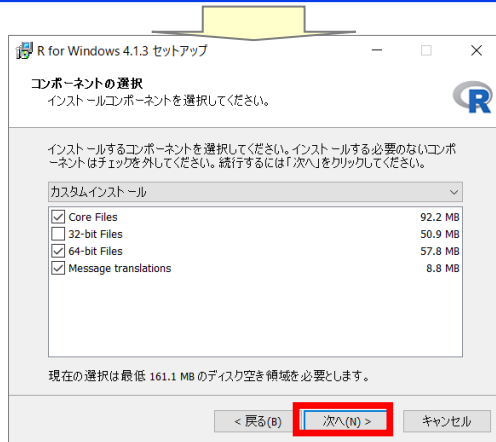 R for Windows 4.1.3 セットアップ
コンポーネントの選択
インストールコンポーネントを選択してください。
R
インストールするコンポーネントを選択してください。インストールする必要のないコンポ
ーネントはチェックを外してください。続行するには「次へ」をクリックしてください。
カスタムインストール
Core Files 92.2 MB
32-bit Files 50.9 MB
64-bit Files 57.8 MB
Message translations 8.8 MB
現在の選択は最低 161.1 MBのディスク空き領域を必要とします。
< 戻る(B) 次へ(N) > キャンセル